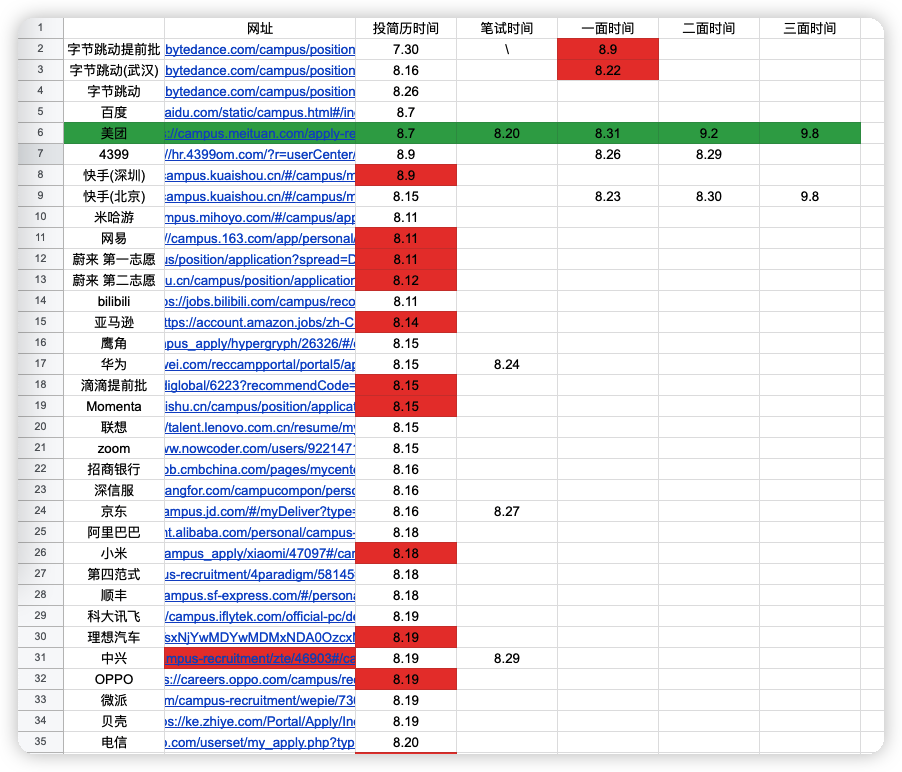 1 网址 投简历时间 笔试时间 一面时间 二面时间 三面时间
2 字节跳动提前批 bytedance.com/campus/position 7.30 \ 8.9
3 字节跳动(武汉) bytedance.com/campus/position 8.16 8.22
4 字节跳动 bytedance.com/campus/position 8.26
5 百度 aidu.com/static/campus.html#/in 8.7
6 美团 ://campus.meituan.com/apply-re 8.7 8.20 8.31 9.2 9.8
7 4399 //hr.4399om.com/?r=userCenter/ 8.9 8.26 8.29
8 快手(深圳) campus.kuaishou.cn/#/campus/m 8.9
9 快手(北京) campus.kuaishou.cn/#/campus/m 8.15 8.23 8.30 9.8
10 米哈游 mpus.mihoyo.com/#/campus/app 8.11
11 网易 //campus.163.com/app/personal/ 8.11
12 蔚来 第一志愿 us/position/application?spread=D 8.11
13 蔚来 第二志愿 u.cn/campus/position/application 8.12
14 bilibili ps://jobs.bilibili.com/campus/reco 8.11
15 亚马逊 ttps://account.amazon.jobs/zh-C 8.14
16 鹰角 pus_apply/hypergryph/26326/#/ 8.15
17 华为 wei.com/reccampportal/portal5/ap 8.15 8.24
18 滴滴提前批 diglobal/6223?recommendCode= 8.15
19 Momenta ishu.cn/campus/position/applicat 8.15
20 联想 /talent.lenovo.com.cn/resume/my 8.15
21 zoom ww.nowcoder.com/users/922147 8.15
22 招商银行 ob.cmbchina.com/pages/mycente 8.16
23 深信服 angfor.com/campucompon/perso 8.16
24 京东 ampus.jd.com/#/myDeliver?type= 8.16 8.27
25 阿里巴巴 nt.alibaba.com/personal/campus- 8.18
26 小米 ampus_apply/xiaomi/47097#/car 8.18
27 第四范式 us-recruitment/4paradigm/58145 8.18
28 顺丰 ampus.sf-express.com/#/persona 8.18
29 科大讯飞 /campus.iflytek.com/official-pc/de 8.19
30 理想汽车 sxNjYwMDYwMDMxNDA0Ozcx 8.19
31 中兴 mpus-recruitment/zte/46903#/ca 8.19 8.29
32 OPPO s://careers.oppo.com/campus/re 8.19
33 微派 m/campus-recruitment/wepie/73 8.19
34 贝壳 ps://ke.zhiye.com/Portal/Apply/In 8.19
35 电信 o.com/userset/my_apply.php?typ 8.20